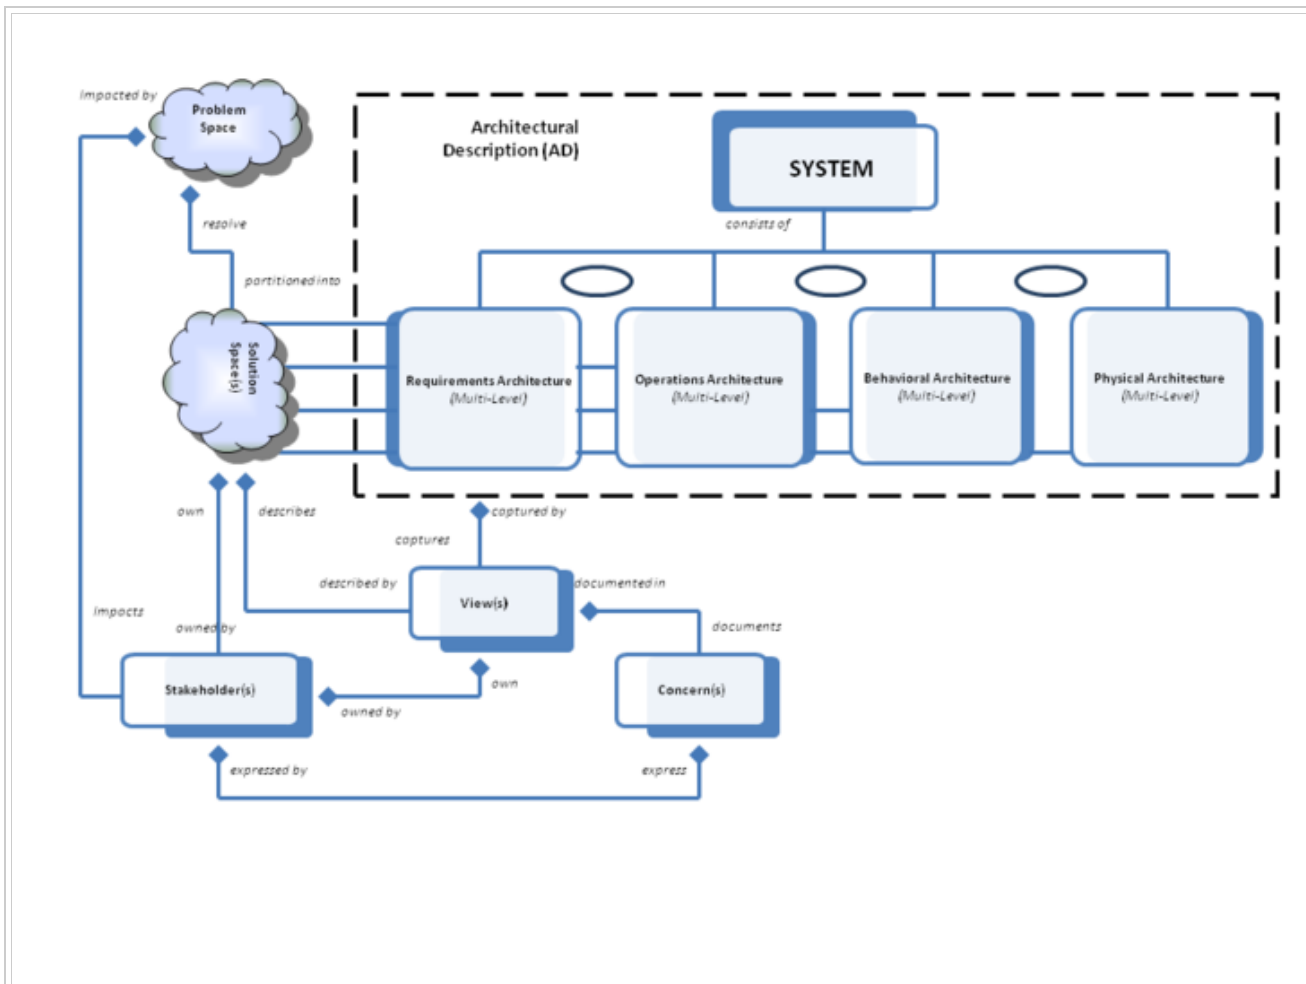 Impacted by
Problem
Space
Architectural
Description (AD)
SYSTEM
resolve
consists of
partitioned into
Solution
Space(s)
Requirements Architecture
(Multi-Level)
Operations Architecture
(Multi-Level)
Behavioral Architecture
(Multi-Level)
Physical Architecture
(Multi-Level)
own
describes
captured by
captures
described by
documented in
View(s)
Impacts
owned by
documents
Stakeholder(s)
own
Concern(s)
owned by
expressed by
express